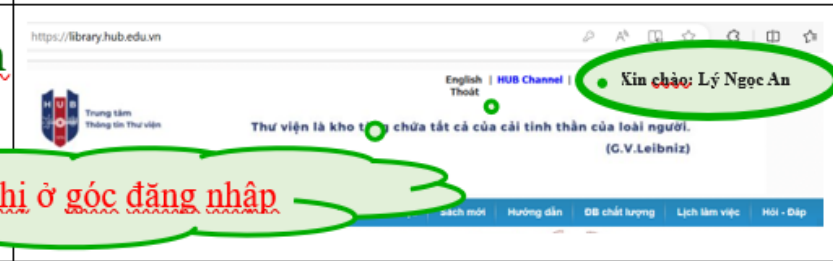 https://library.hub.edu.vn
English | HUB Channel |
Thoát
Xin chào: Lý Ngọc An
HUB
Trung tâm
Thông tin Thư viện
Thư viện là kho chứa tất cả của cải tinh thần của loài người.
(G.V.Leibniz)
hị ở góc đăng nhập
Sách mới Hướng dẫn ĐB chất lượng Lịch làm việc Hỏi - Đáp